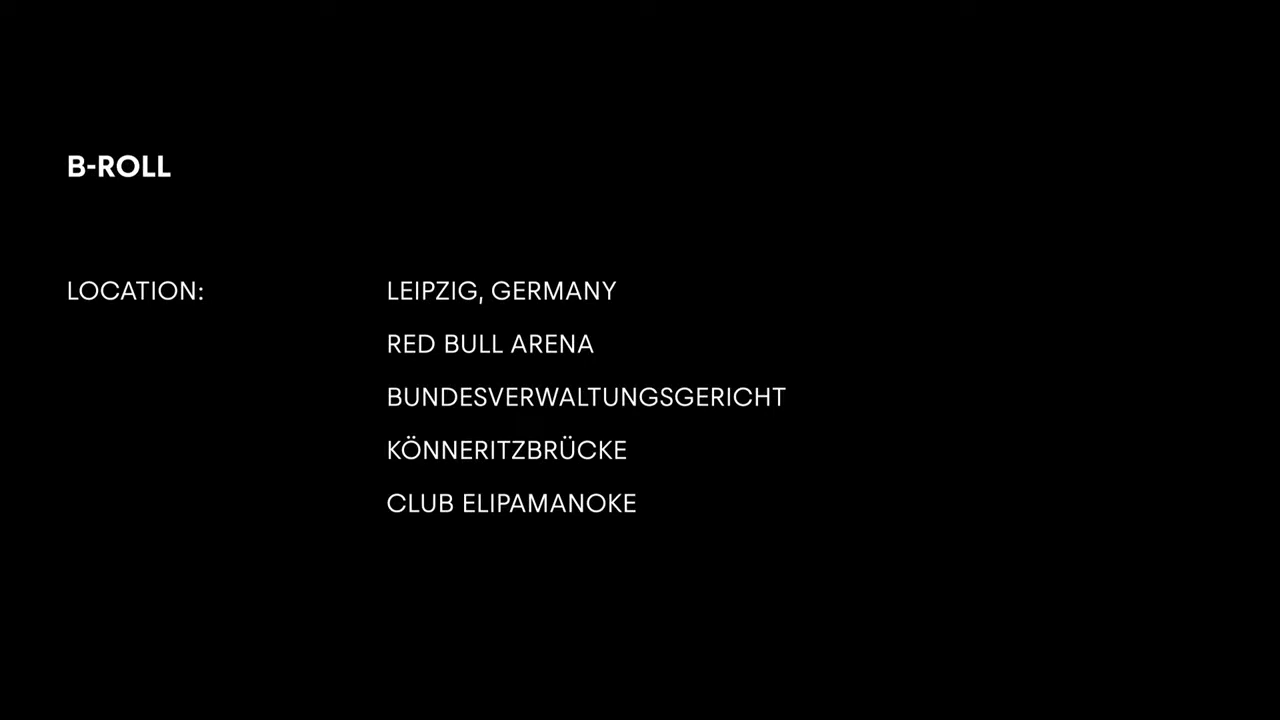 B-ROLL
LOCATION: LEIPZIG, GERMANY
RED BULL ARENA
BUNDESVERWALTUNGSGERICHT
KÖNNERITZBRÜCKE
CLUB ELIPAMANOKE